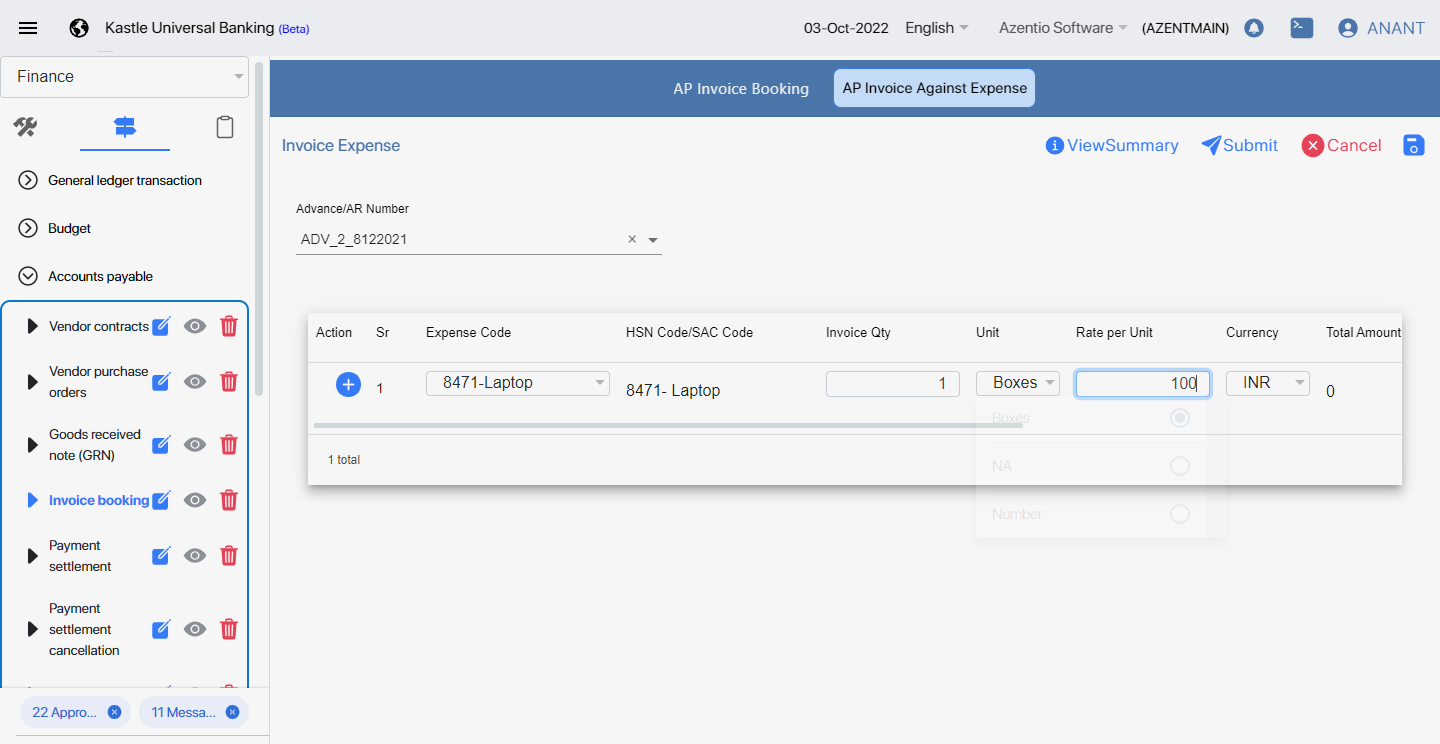 Kastle Universal Banking (Beta)
03-Oct-2022 English Azentio Software (AZENTMAIN) ANANT
Finance
AP Invoice Booking AP Invoice Against Expense
Invoice Expense
ViewSummary Submit Cancel
General ledger transaction
Budget
Accounts payable
Vendor contracts
Vendor purchase
orders
Goods received
note (GRN)
Invoice booking
Payment
settlement
Payment
settlement
cancellation
22 Appro...
11 Messa...
Advance/AR Number
ADV_2_8122021
Action Sr Expense Code HSN Code/SAC Code Invoice Qty Unit Rate per Unit Currency Total Amount
1 8471-Laptop 8471- Laptop 1 Boxes 100 INR 0
Boxes
1 total
NA
Number